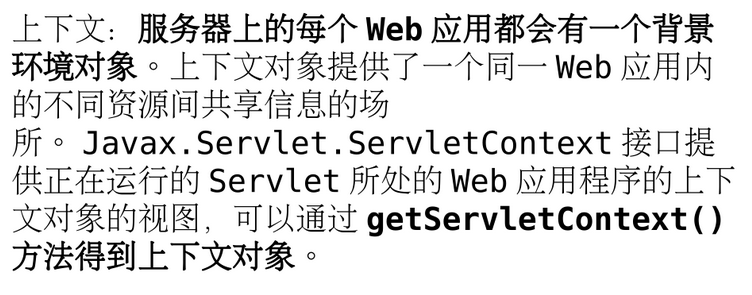 上下文：服务器上的每个 Web 应用都会有一个背景
环境对象。上下文对象提供了一个同一 Web 应用内
的不同资源间共享信息的场
所。Javax.Servlet.ServletContext 接口提
供正在运行的 Servlet 所处的 Web 应用程序的上下
文对象的视图，可以通过 getServletContext()
方法得到上下文对象。